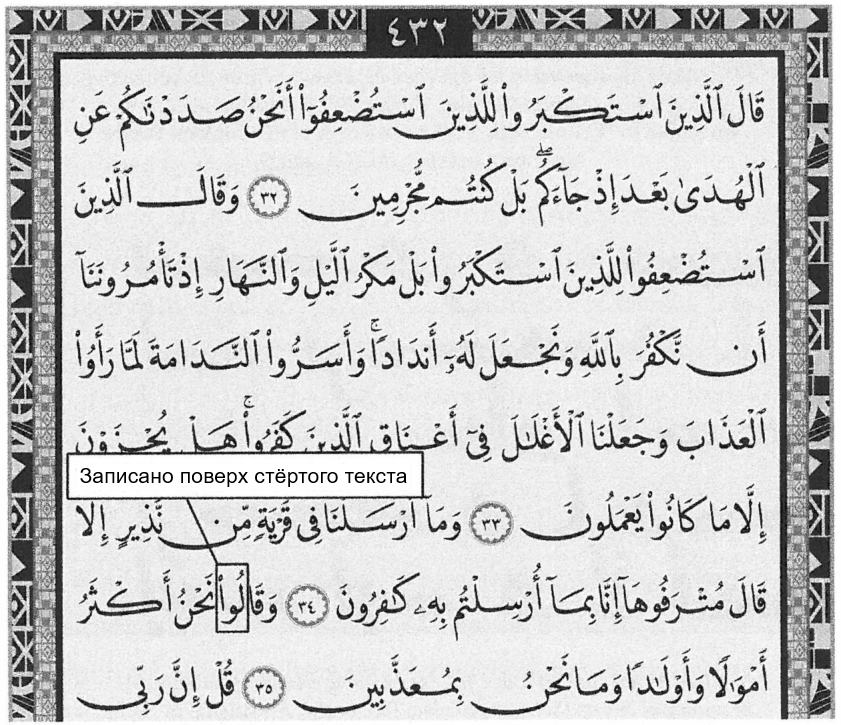 ٤٣٢
قَالَ ٱلَّذِينَ ٱسْتَكْبَرُواْ لِلَّذِينَ ٱسْتُضْعِفُوٓاْ أَنَحْنُ صَدَدْنَٰكُمْ عَنِ
ٱلْهُدَىٰ بَعْدَ إِذْ جَآءَكُمۖ بَلْ كُنتُم مُّجْرِمِينَ ٣٢ وَقَالَ ٱلَّذِينَ
ٱسْتُضْعِفُواْ لِلَّذِينَ ٱسْتَكْبَرُواْ بَلْ مَكْرُ ٱلَّيْلِ وَٱلنَّهَارِ إِذْ تَأْمُرُونَنَآ
أَن نَّكْفُرَ بِٱللَّهِ وَنَجْعَلَ لَهُۥٓ أَندَادًاۚ وَأَسَرُّواْ ٱلنَّدَامَةَ لَمَّا رَأَوُاْ
ٱلْعَذَابَ وَجَعَلْنَا ٱلْأَغْلَٰلَ فِىٓ أَعْنَاقِ ٱلَّذِينَ كَفَرُواْۚ هَلْ يُجْزَوْنَ
Записано поверх стёртого текста
إِلَّا مَا كَانُواْ يَعْمَلُونَ ٣٣ وَمَآ أَرْسَلْنَا فِى قَرْيَةٍ مِّن نَّذِيرٍ إِلَّا
قَالَ مُتْرَفُوهَآ إِنَّا بِمَآ أُرْسِلْتُم بِهِۦ كَٰفِرُونَ ٣٤ وَقَالُواْ نَحْنُ أَكْثَرُ
أَمْوَٰلًا وَأَوْلَٰدًا وَمَا نَحْنُ بِمُعَذَّبِينَ ٣٥ قُلْ إِنَّ رَبِّى